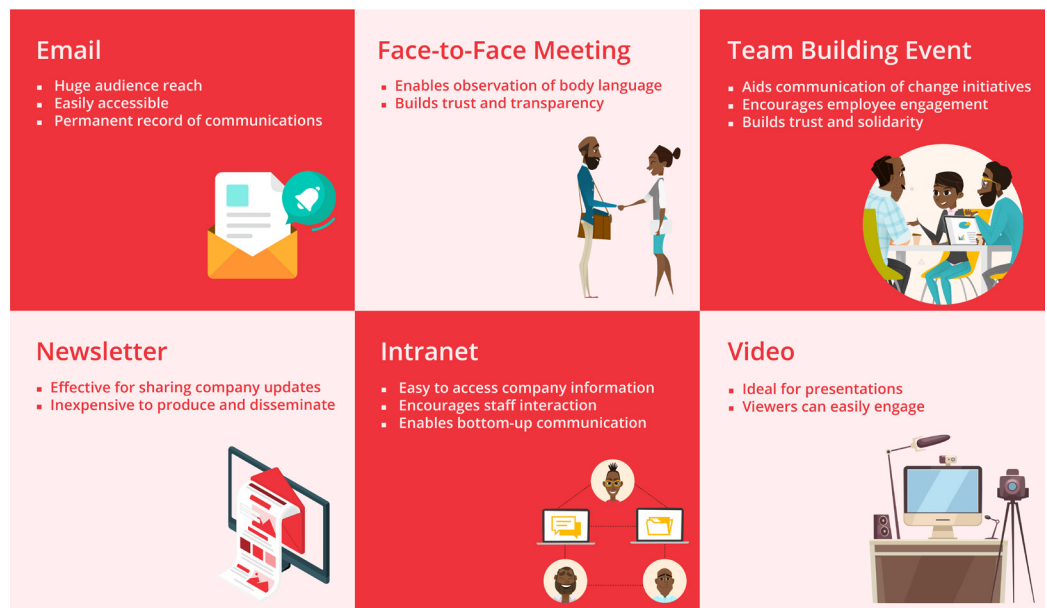 Email
▪ Huge audience reach
▪ Easily accessible
▪ Permanent record of communications
Face-to-Face Meeting
▪ Enables observation of body language
▪ Builds trust and transparency
Team Building Event
▪ Aids communication of change initiatives
▪ Encourages employee engagement
▪ Builds trust and solidarity
Newsletter
▪ Effective for sharing company updates
▪ Inexpensive to produce and disseminate
Intranet
▪ Easy to access company information
▪ Encourages staff interaction
▪ Enables bottom-up communication
Video
▪ Ideal for presentations
▪ Viewers can easily engage